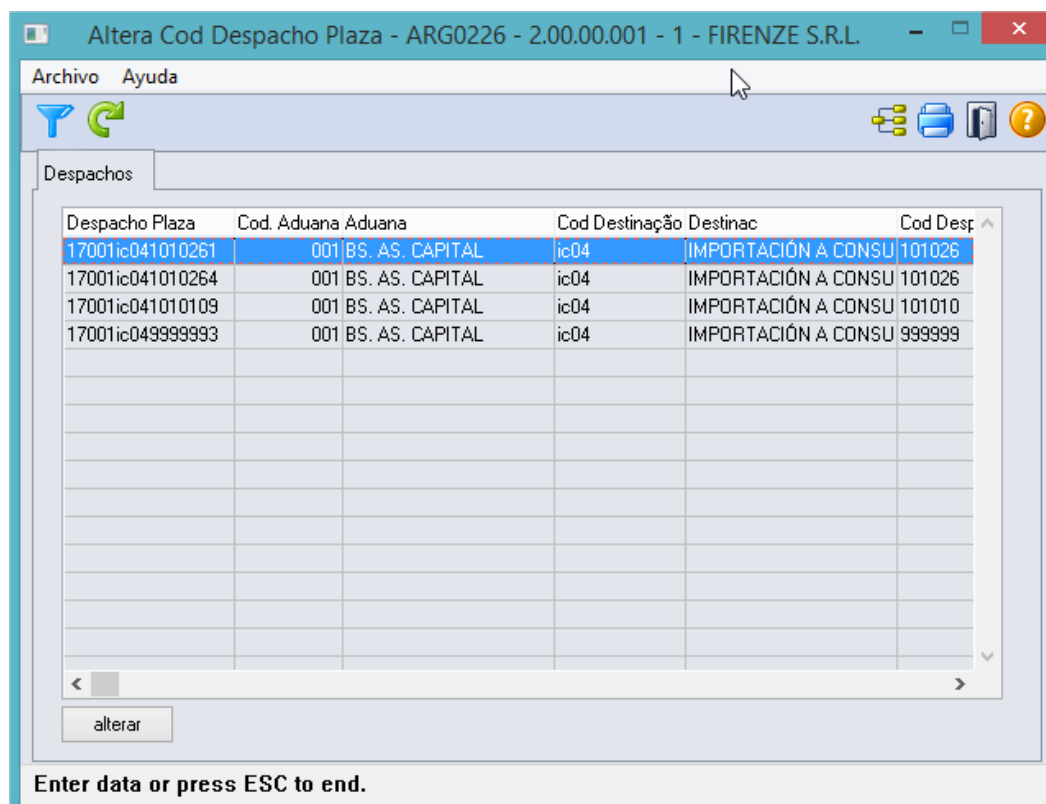 Altera Cod Despacho Plaza - ARG0226 - 2.00.00.001 - 1 - FIRENZE S.R.L.
Archivo Ayuda
Despachos
Despacho Plaza Cod. Aduana Aduana Cod Destinação Destinac Cod Desp
17001ic041010261 001 BS. AS. CAPITAL ic04 IMPORTACIÓN A CONSU 101026
17001ic041010264 001 BS. AS. CAPITAL ic04 IMPORTACIÓN A CONSU 101026
17001ic041010109 001 BS. AS. CAPITAL ic04 IMPORTACIÓN A CONSU 101010
17001ic049999993 001 BS. AS. CAPITAL ic04 IMPORTACIÓN A CONSU 999999
alterar
Enter data or press ESC to end.